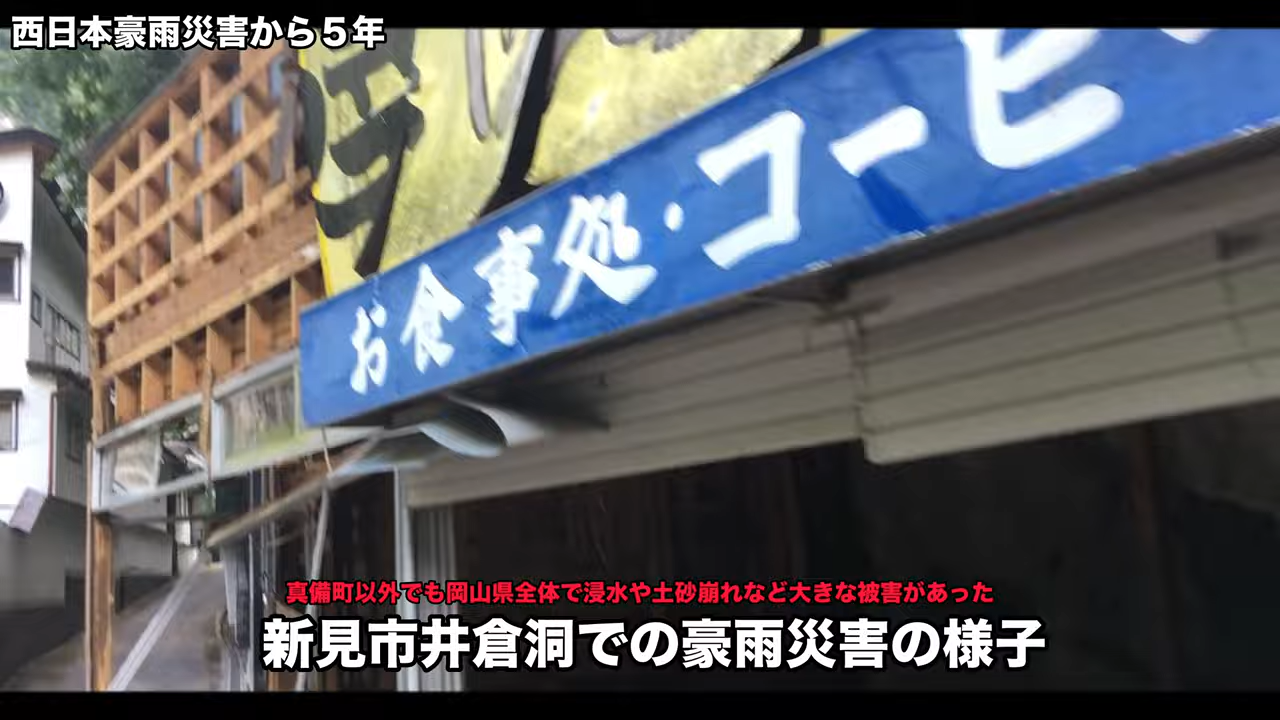 西日本豪雨災害から５年
お食事処・コーヒ
真備町以外でも岡山県全体で浸水や土砂崩れなど大きな被害があった
新見市井倉洞での豪雨災害の様子